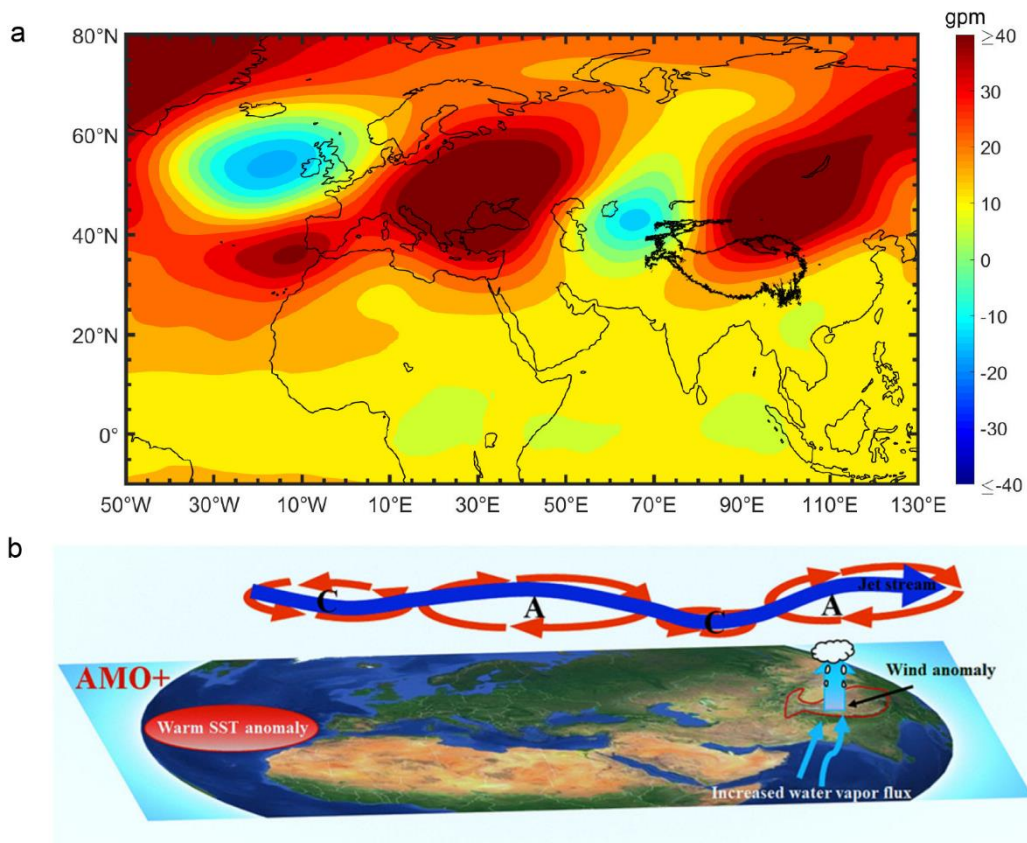 a
gpm
80°N
60°N
40°N
20°N
0°
50°W
30°W
10°W
10°E
30°E
50°E
70°E
90°E
110°E
130°E
≥40
30
20
10
0
-10
-20
-30
≤-40
b
C
A
C
A
Jet stream
AMO+
Wind anomaly
Warm SST anomaly
Increased water vapor flux